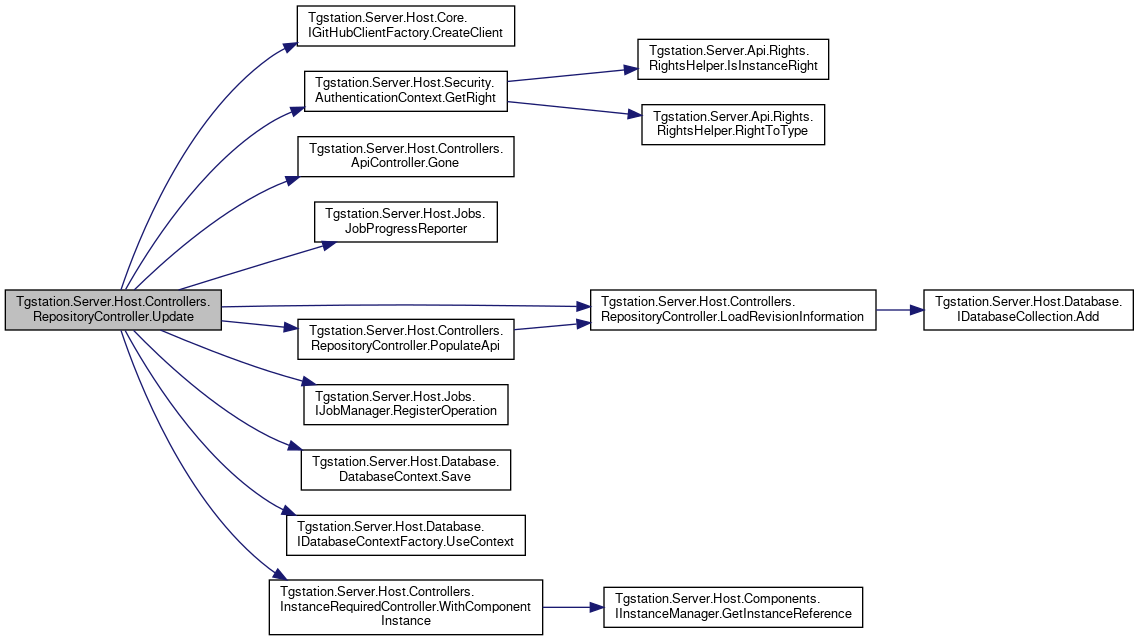 Tgstation.Server.Host.Core.
IGitHubClientFactory.CreateClient
Tgstation.Server.Api.Rights.
RightsHelper.IsInstanceRight
Tgstation.Server.Host.Security.
AuthenticationContext.GetRight
Tgstation.Server.Api.Rights.
RightsHelper.RightToType
Tgstation.Server.Host.Controllers.
ApiController.Gone
Tgstation.Server.Host.Jobs.
JobProgressReporter
Tgstation.Server.Host.Controllers.
RepositoryController.Update
Tgstation.Server.Host.Controllers.
RepositoryController.LoadRevisionInformation
Tgstation.Server.Host.Database.
IDatabaseCollection.Add
Tgstation.Server.Host.Controllers.
RepositoryController.PopulateApi
Tgstation.Server.Host.Jobs.
IJobManager.RegisterOperation
Tgstation.Server.Host.Database.
DatabaseContext.Save
Tgstation.Server.Host.Database.
IDatabaseContextFactory.UseContext
Tgstation.Server.Host.Controllers.
InstanceRequiredController.WithComponent
Instance
Tgstation.Server.Host.Components.
IInstanceManager.GetInstanceReference